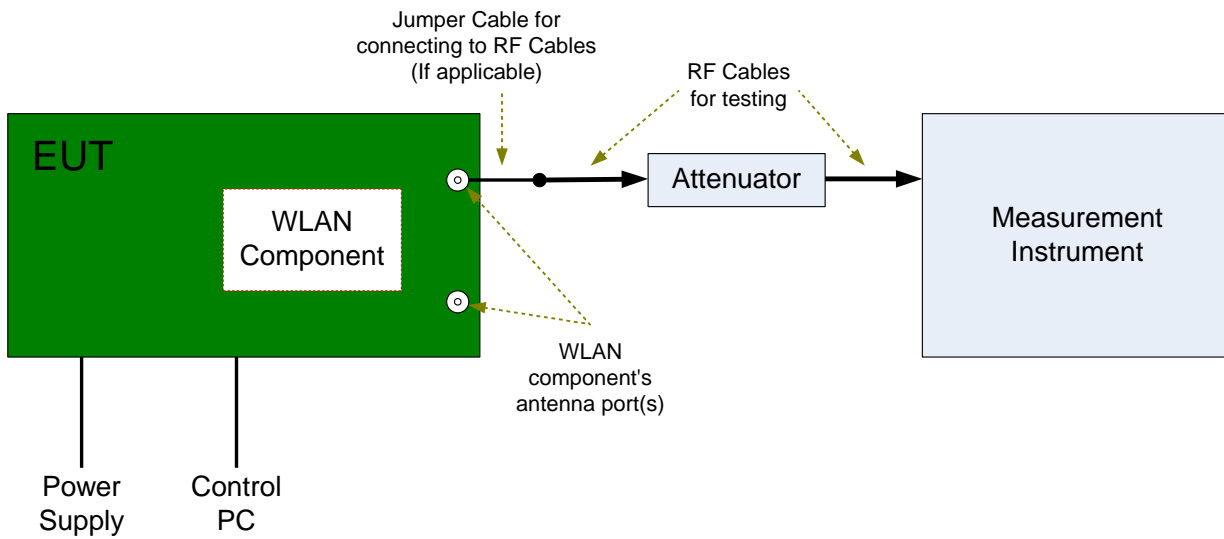 Jumper Cable for
connecting to RF Cables
(If applicable)
RF Cables
for testing
EUT
WLAN
Component
Attenuator
Measurement
Instrument
WLAN
component's
antenna port(s)
Power
Supply
Control
PC